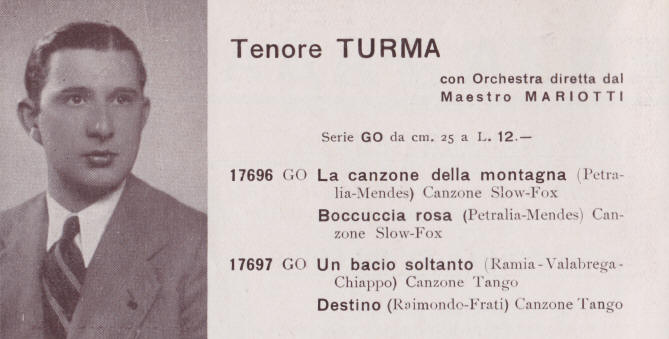 Tenore TURMA
con Orchestra diretta dal
Maestro MARIOTTI
Serie GO da cm. 25 a L. 12.—
17696 GO La canzone della montagna (Petra-
lia-Mendes) Canzone Slow-Fox
Boccuccia rosa (Petralia-Mendes) Can-
zone Slow-Fox
17697 GO Un bacio soltanto (Ramia-Valabrega-
Chiappo) Canzone Tango
Destino (Raimondo-Frati) Canzone Tango